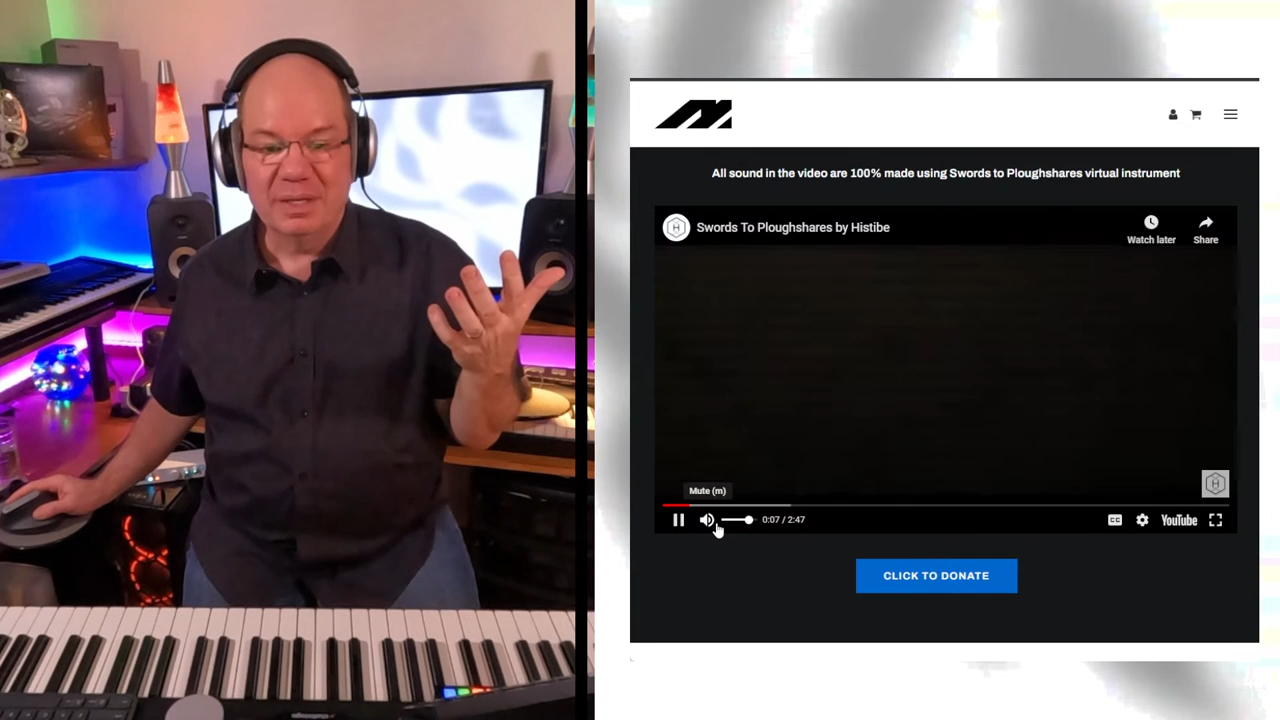 All sound in the video are 100% made using Swords to Ploughshares virtual instrument
Swords To Ploughshares by Histibe
Watch later
Share
Mute (m)
0:07 / 2:47
CC
YouTube
CLICK TO DONATE